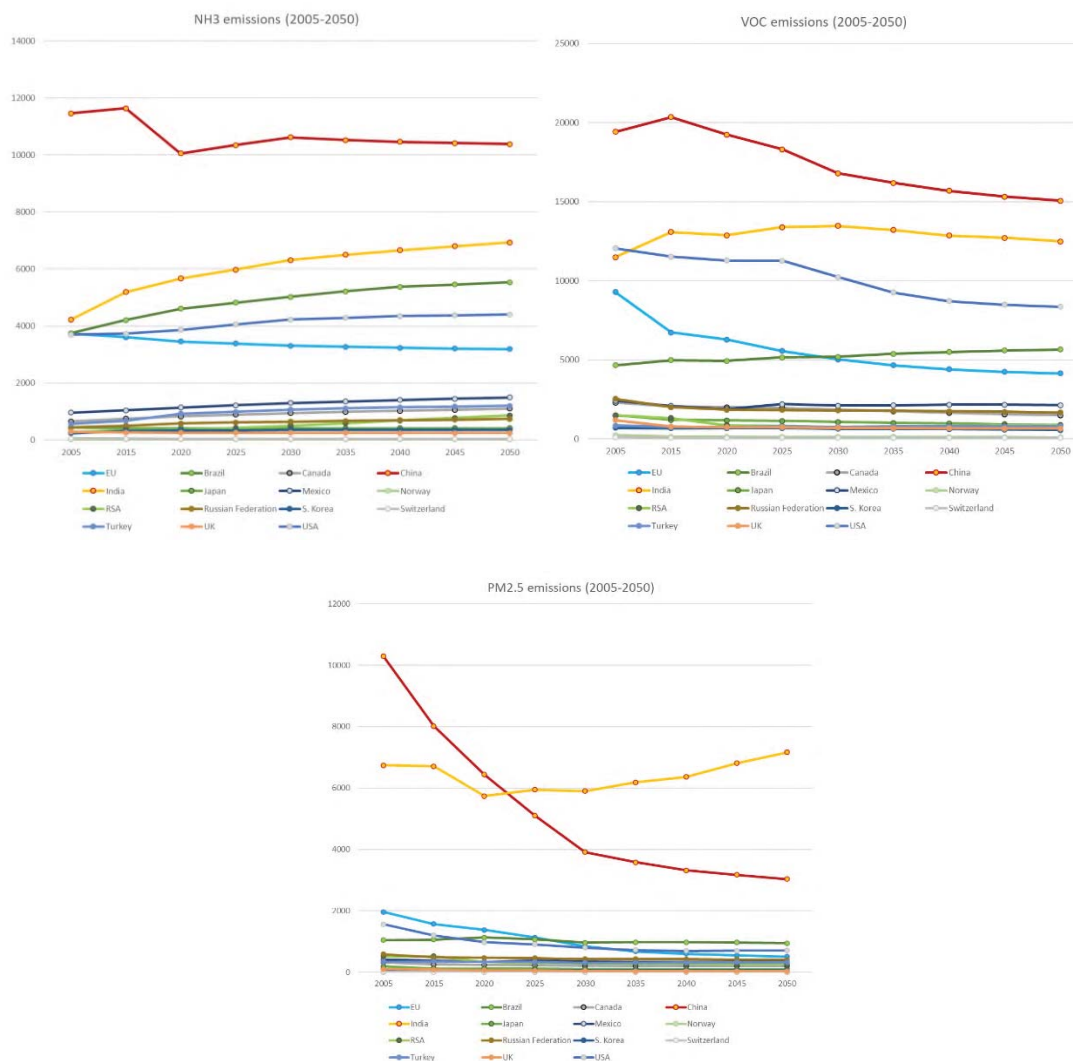 NH3 emissions (2005-2050)
14000
12000
10000
8000
6000
4000
2000
0
2005 2015 2020 2025 2030 2035 2040 2045 2050
EU Brazil Canada China
India Japan Mexico Norway
RSA Russian Federation S. Korea Switzerland
Turkey UK USA
VOC emissions (2005-2050)
25000
20000
15000
10000
5000
0
2005 2015 2020 2025 2030 2035 2040 2045 2050
EU Brazil Canada China
India Japan Mexico Norway
RSA Russian Federation S. Korea Switzerland
Turkey UK USA
PM2.5 emissions (2005-2050)
12000
10000
8000
6000
4000
2000
0
2005 2015 2020 2025 2030 2035 2040 2045 2050
EU Brazil Canada China
India Japan Mexico Norway
RSA Russian Federation S. Korea Switzerland
Turkey UK USA